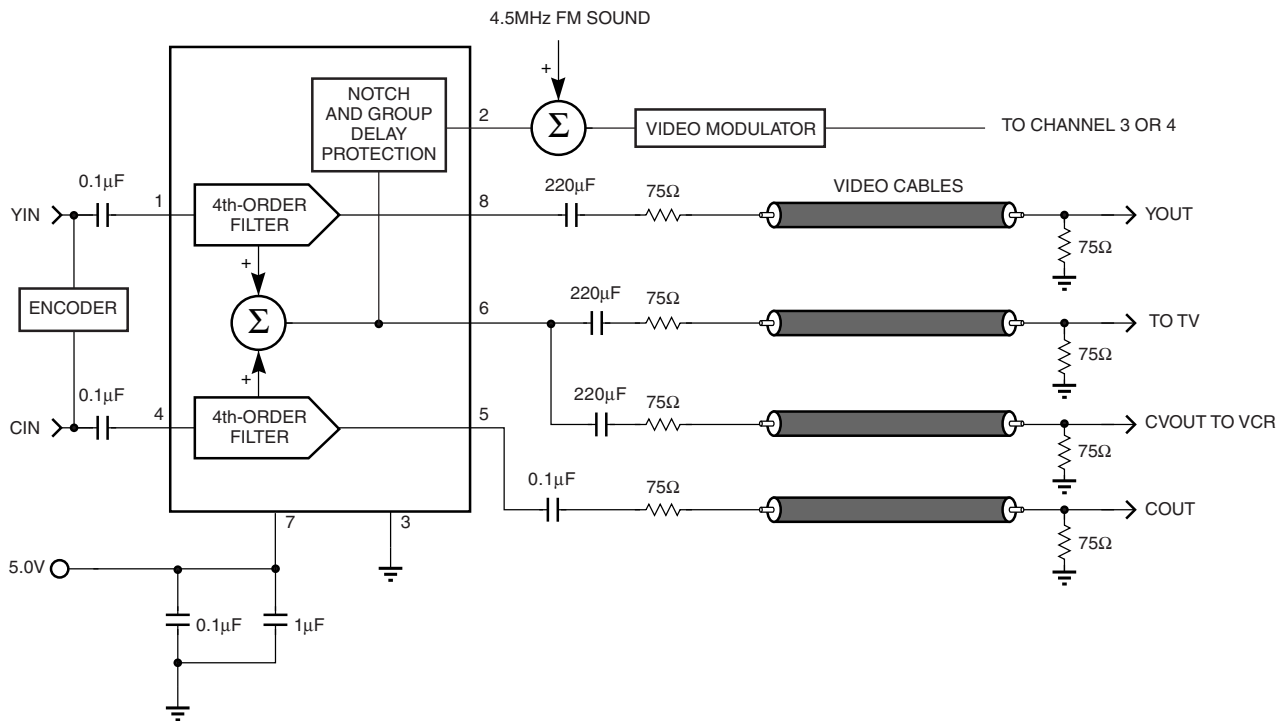 4.5MHz FM SOUND
+
NOTCH
AND GROUP
DELAY
PROTECTION
2
Σ
VIDEO MODULATOR
TO CHANNEL 3 OR 4
YIN
0.1µF
1
4th-ORDER
FILTER
8
220µF
75Ω
VIDEO CABLES
YOUT
75Ω
+
ENCODER
Σ
6
220µF
75Ω
TO TV
75Ω
+
CIN
0.1µF
4
4th-ORDER
FILTER
5
220µF
75Ω
CVOUT TO VCR
75Ω
0.1µF
75Ω
COUT
75Ω
7
3
5.0V
0.1µF
1µF